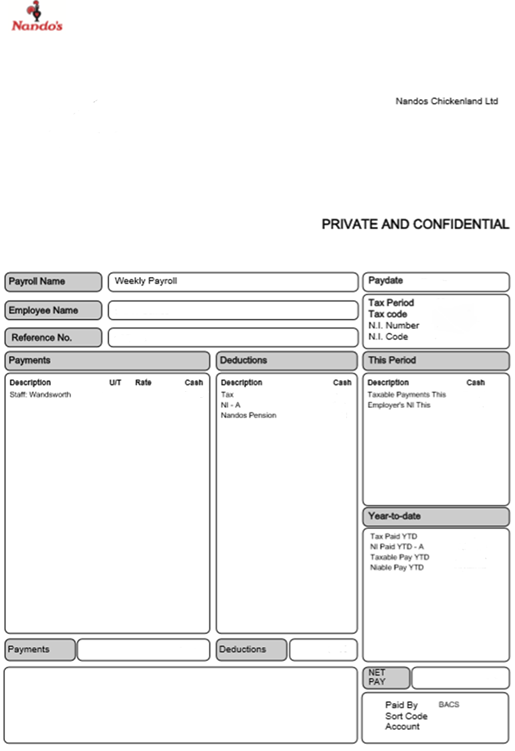 Nando's
Nandos Chickenland Ltd
PRIVATE AND CONFIDENTIAL
Payroll Name Weekly Payroll Paydate
Employee Name
Reference No.
Tax Period
Tax code
N.I. Number
N.I. Code
Payments
Description U/T Rate Cash
Staff: Wandsworth
Deductions
Description Cash
Tax
NI - A
Nandos Pension
This Period
Description Cash
Taxable Payments This
Employer's NI This
Year-to-date
Tax Paid YTD
NI Paid YTD - A
Taxable Pay YTD
Niable Pay YTD
Payments
Deductions
NET
PAY
Paid By BACS
Sort Code
Account